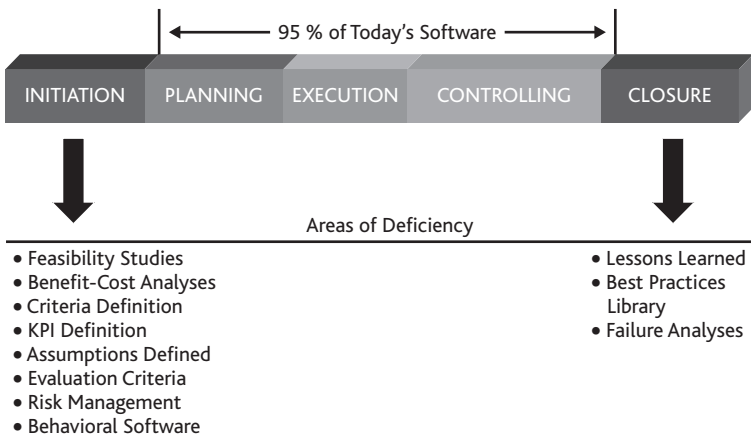 95 % of Today's Software
INITIATION PLANNING EXECUTION CONTROLLING CLOSURE
Areas of Deficiency
• Feasibility Studies
• Benefit-Cost Analyses
• Criteria Definition
• KPI Definition
• Assumptions Defined
• Evaluation Criteria
• Risk Management
• Behavioral Software
• Lessons Learned
• Best Practices
Library
• Failure Analyses